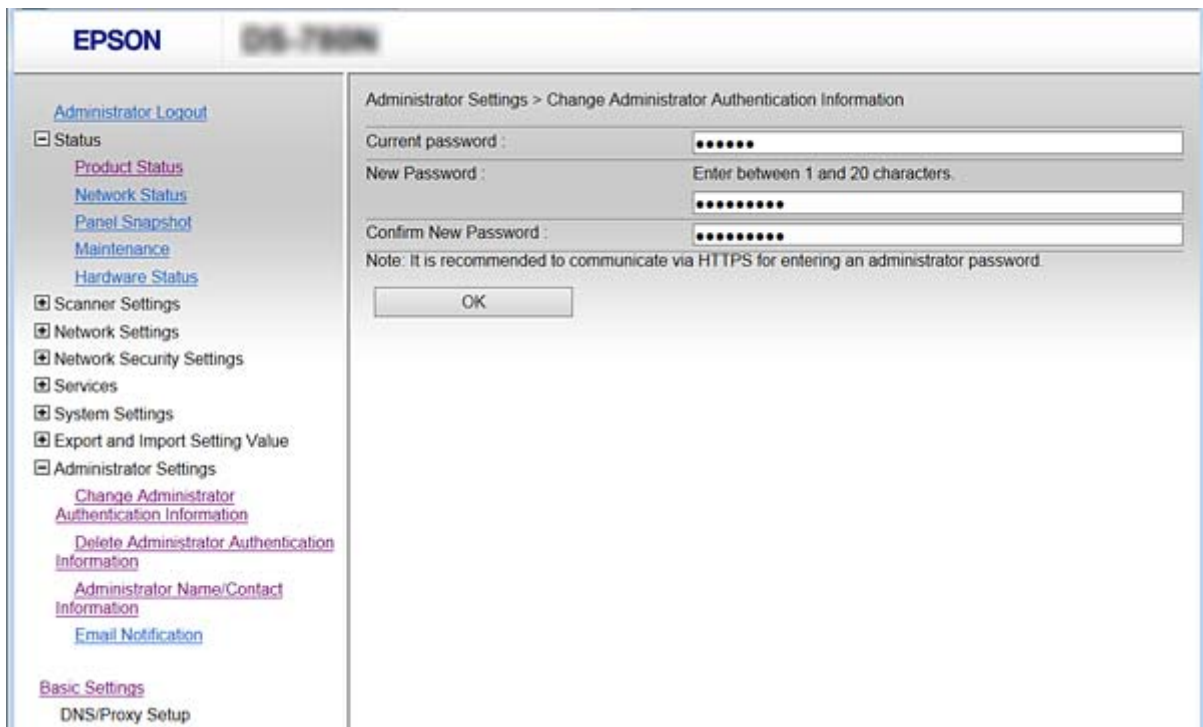 EPSON
Administrator Logout
Status
Product Status
Network Status
Panel Snapshot
Maintenance
Hardware Status
Scanner Settings
Network Settings
Network Security Settings
Services
System Settings
Export and Import Setting Value
Administrator Settings
Change Administrator
Authentication Information
Delete Administrator Authentication
Information
Administrator Name/Contact
Information
Email Notification
Basic Settings
DNS/Proxy Setup
Administrator Settings > Change Administrator Authentication Information
Current password :
••••••
New Password :
Enter between 1 and 20 characters.
•••••••••
Confirm New Password :
•••••••••
Note: It is recommended to communicate via HTTPS for entering an administrator password.
OK